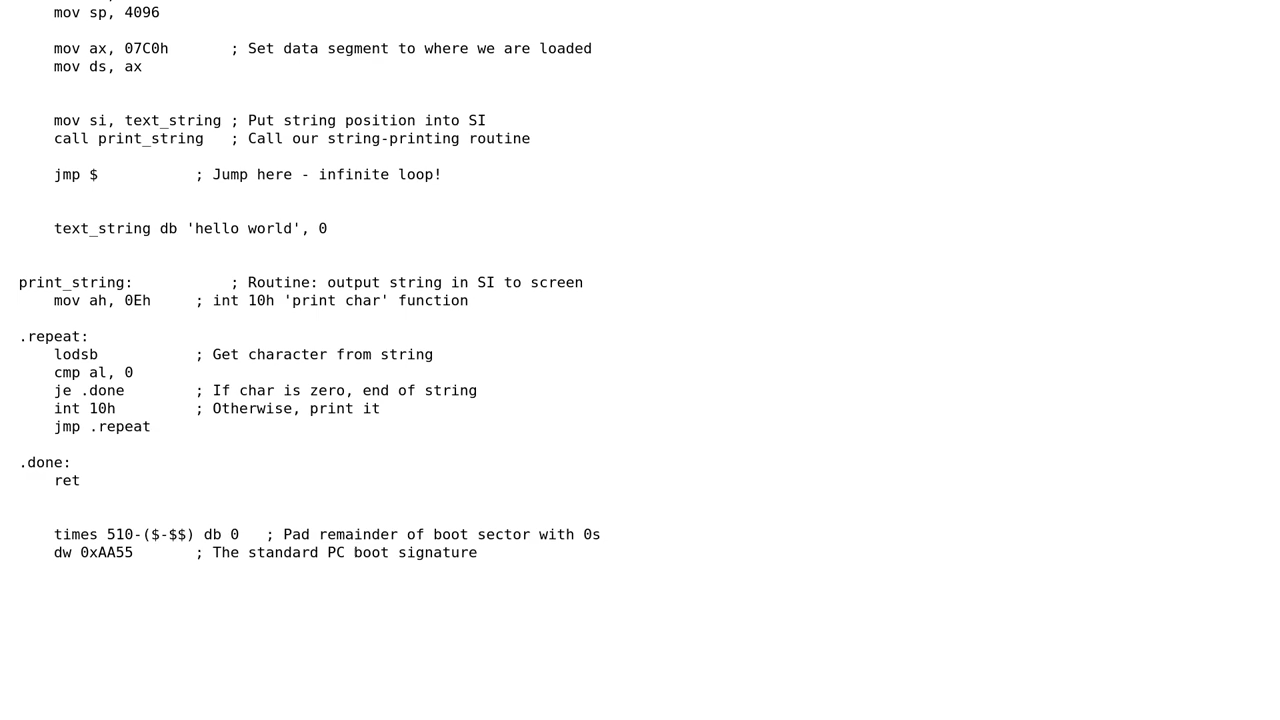 mov sp, 4096
mov ax, 07C0h ; Set data segment to where we are loaded
mov ds, ax
mov si, text_string ; Put string position into SI
call print_string ; Call our string-printing routine
jmp $ ; Jump here - infinite loop!
text_string db 'hello world', 0
print_string: ; Routine: output string in SI to screen
mov ah, 0Eh ; int 10h 'print char' function
.repeat:
lodsb ; Get character from string
cmp al, 0
je .done ; If char is zero, end of string
int 10h ; Otherwise, print it
jmp .repeat
.done:
ret
times 510-($-$$) db 0 ; Pad remainder of boot sector with 0s
dw 0xAA55 ; The standard PC boot signature